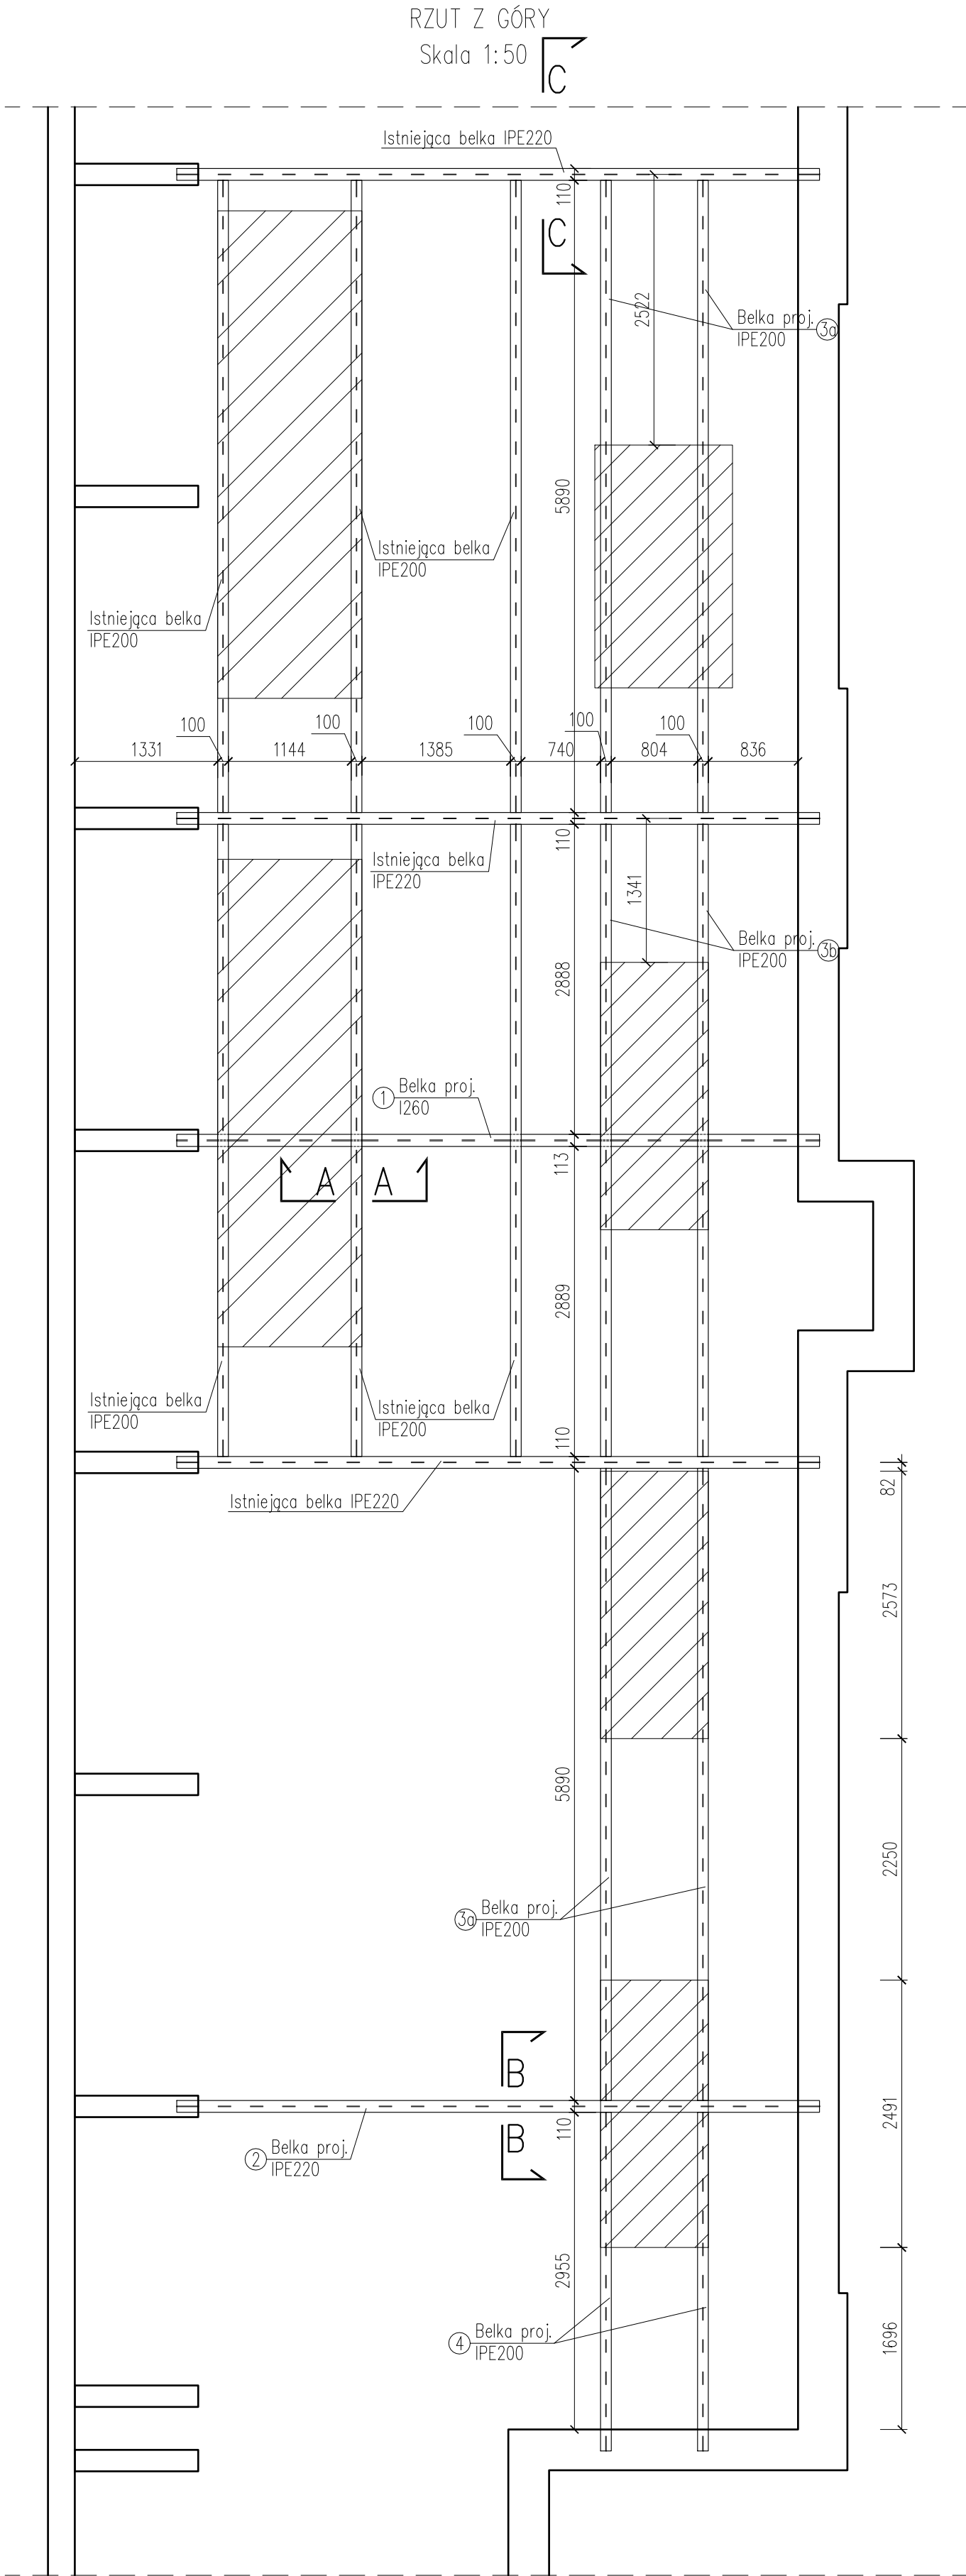 RZUT Z GÓRY
Skala 1:50
C
Istniejąca belka IPE220
110
C
2522
Belka proj.
IPE200
3a
5890
Istniejąca belka
IPE200
Istniejąca belka
IPE200
100
100
100
100
100
1331
1144
1385
740
804
836
110
Istniejąca belka
IPE220
1341
Belka proj.
IPE200
3b
2888
1
Belka proj.
I260
113
A
A
2889
Istniejąca belka
IPE200
Istniejąca belka
IPE200
110
82
Istniejąca belka IPE220
2573
5890
2250
3a
Belka proj.
IPE200
B
2491
110
B
2
Belka proj.
IPE220
2955
4
Belka proj.
IPE200
1696